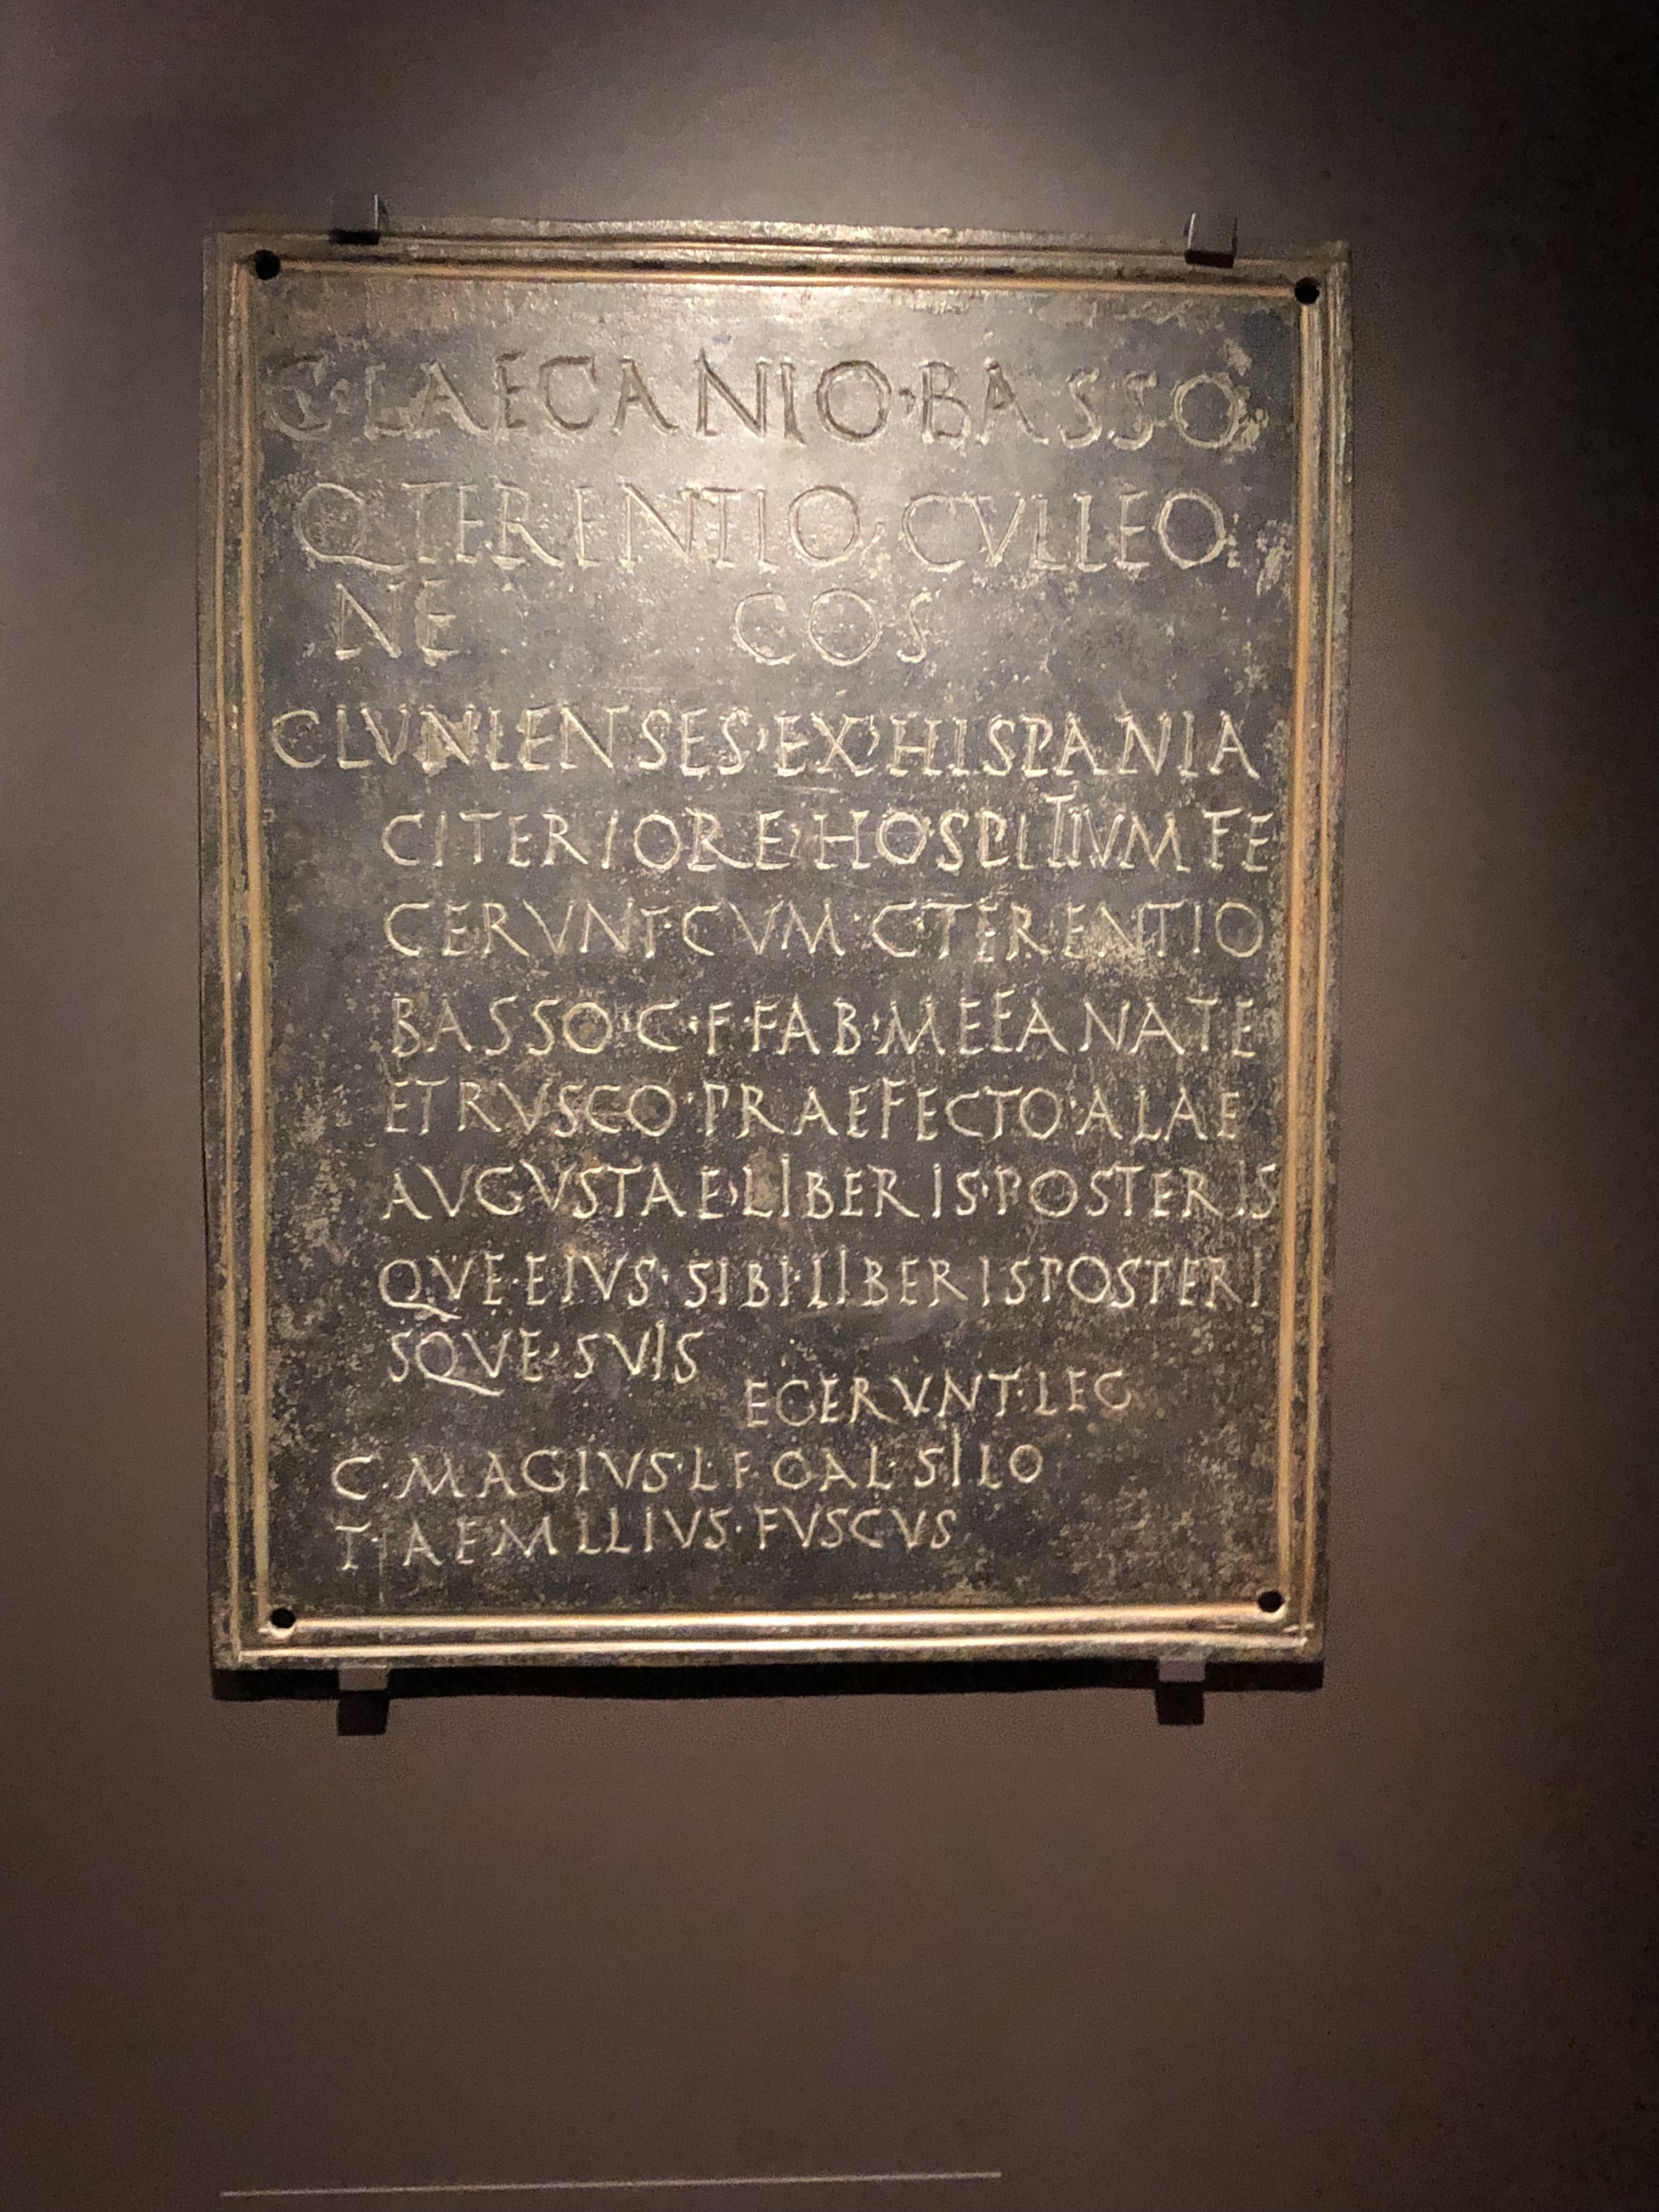 C·LAECANIO·BASSO
Q TERENTIO·CVLLEO
NE COS
CLVNIENSES·EX·HISPANIA
CITERIORE·HOSPITIVM FE
CERVNT·CVM·C·TERENTIO
BASSO·C·F·FAB·MEFANATE
ETRVSCO·PRAEFECTO·ALAE
AVGVSTAE·LIBERIS·POSTERIS
QVE·EIVS·SIBI·LIBERIS POSTERI
SQVE·SVIS
EGERVNT·LEG
C·MAGIVS·L·F·GAL·SILO
T·AEMILIVS·FVSCVS